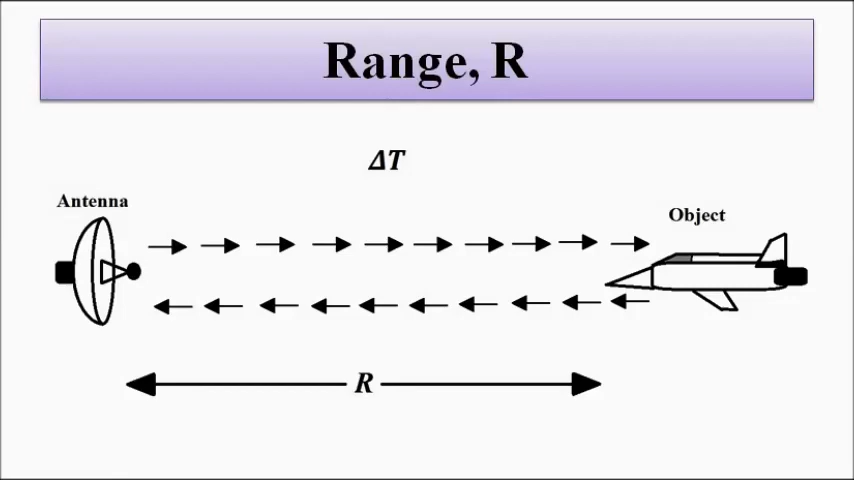 Range, R
ΔT
Antenna
Object
R